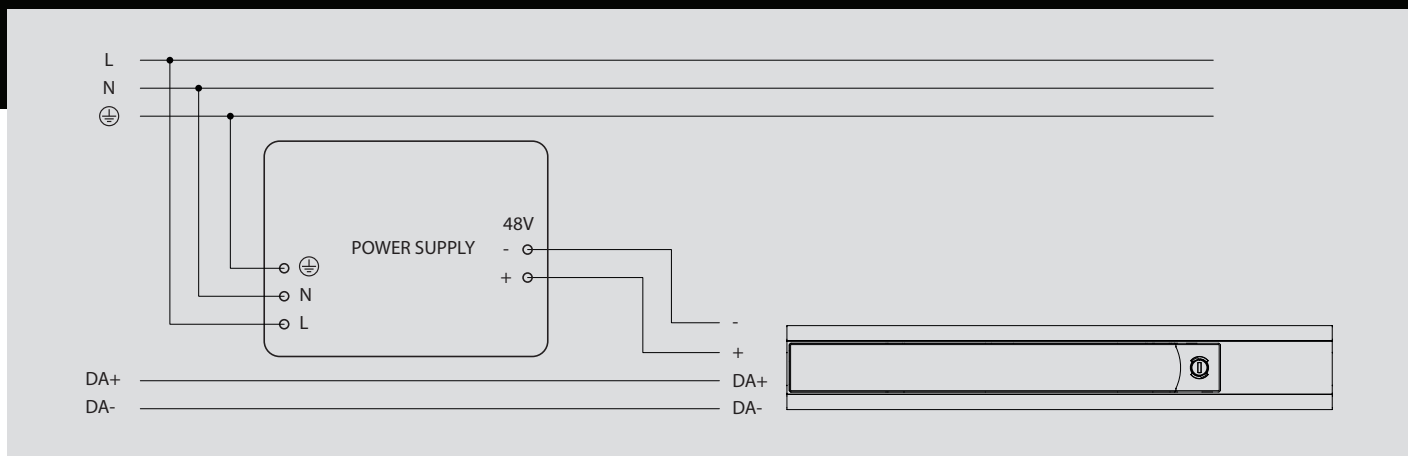 L
N
48V
POWER SUPPLY -
+
N
L
-
+
DA+ DA+
DA- DA-